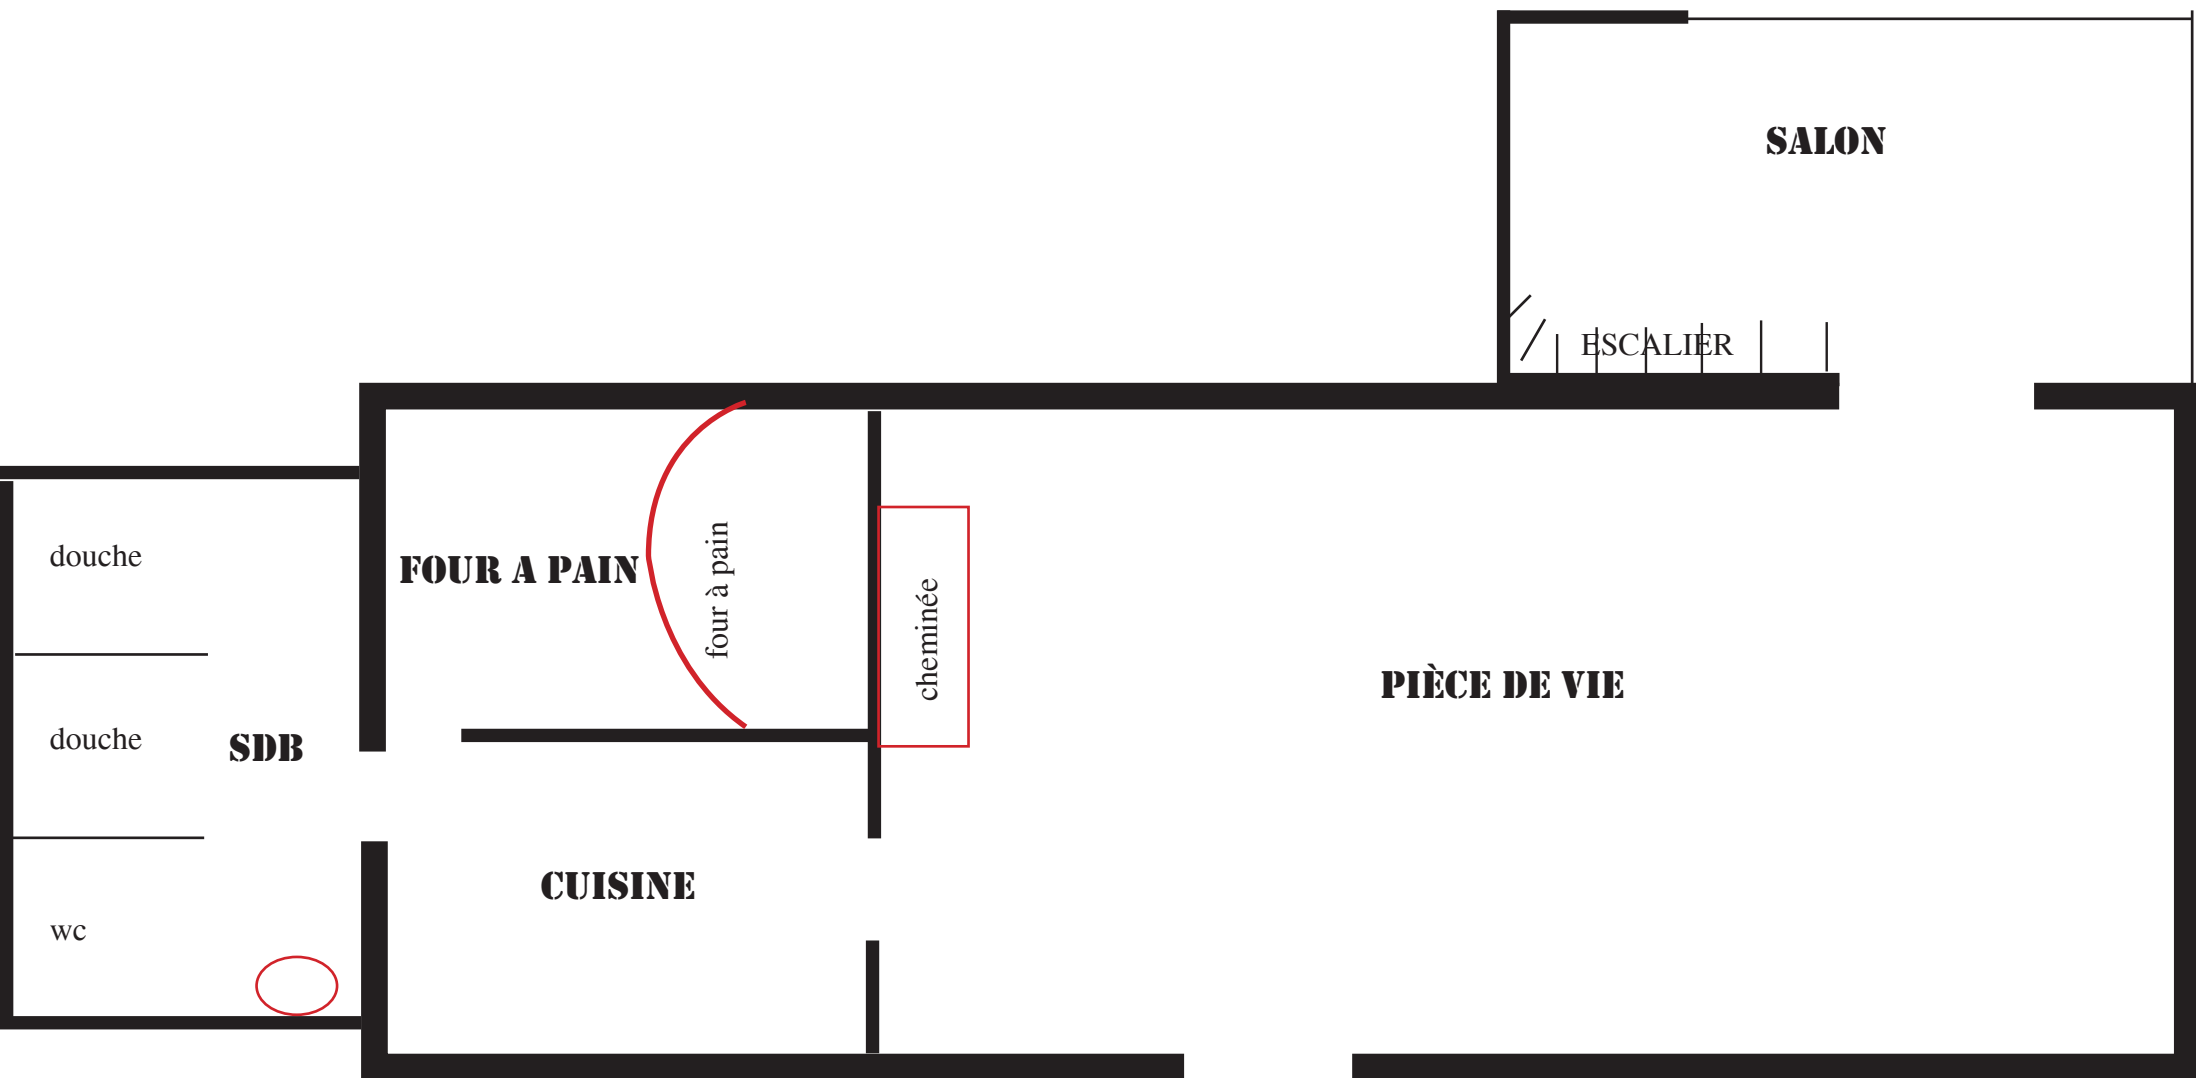 SALON
ESCALIER
douche
FOUR A PAIN
four à pain
cheminée
PIÈCE DE VIE
douche
SDB
CUISINE
wc